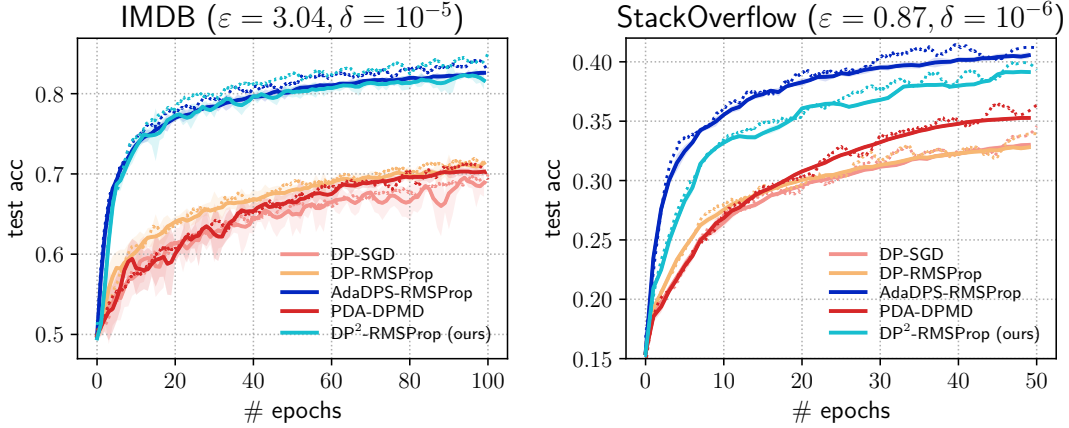 IMDB (ε = 3.04, δ = 10⁻⁵)
test acc
0.8
0.7
0.6
0.5
DP-SGD
DP-RMSProp
AdaDPS-RMSProp
PDA-DPMD
DP²-RMSProp (ours)
0 20 40 60 80 100
# epochs
StackOverflow (ε = 0.87, δ = 10⁻⁶)
test acc
0.40
0.35
0.30
0.25
0.20
0.15
DP-SGD
DP-RMSProp
AdaDPS-RMSProp
PDA-DPMD
DP²-RMSProp (ours)
0 10 20 30 40 50
# epochs